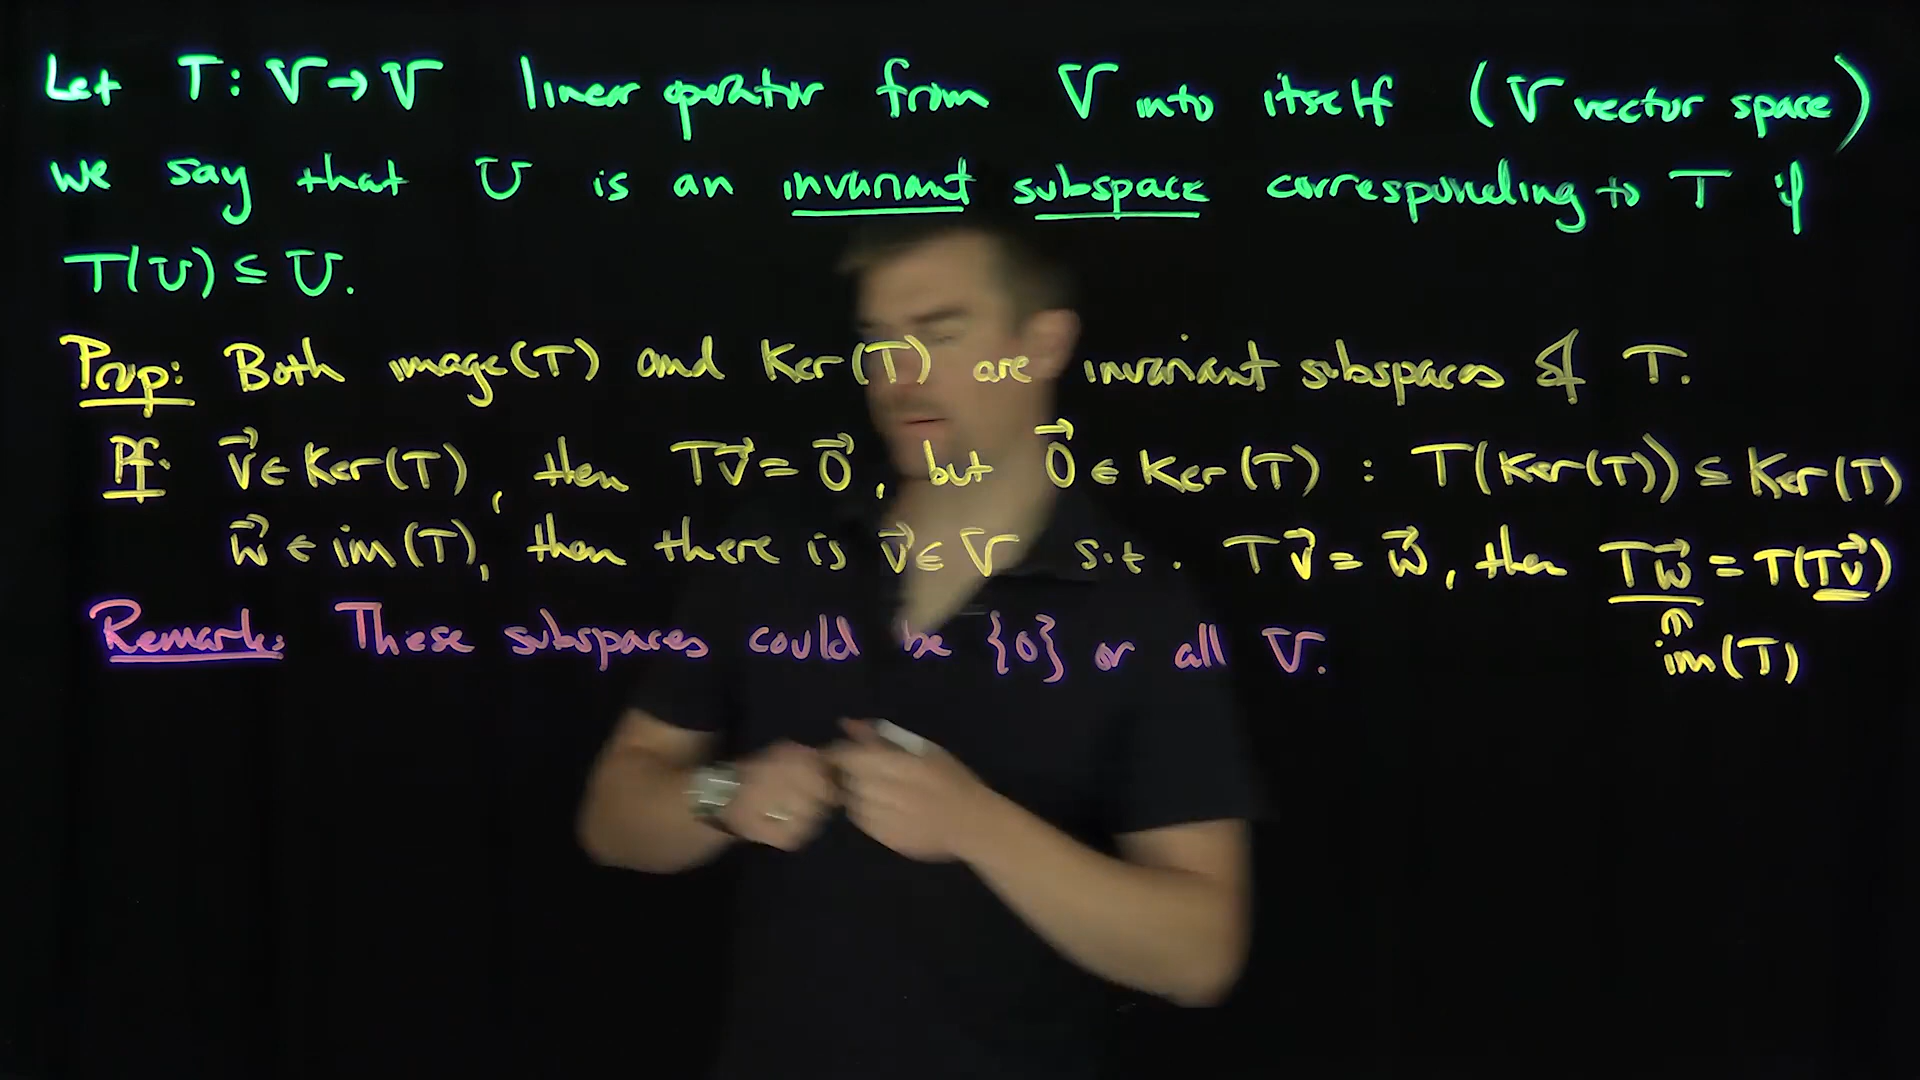 Let T: V → V linear operator from V into itself (V vector space)
we say that U is an invariant subspace corresponding to T if
T(U) ⊆ U.
Prop: Both image(T) and Ker(T) are invariant subspaces of T.
Pf: v⃗ ∈ Ker(T), then Tv⃗ = 0⃗, but 0⃗ ∈ Ker(T) : T(Ker(T)) ⊆ Ker(T)
w⃗ ∈ im(T), then there is v⃗ ∈ V s.t. Tv⃗ = w⃗, then Tw⃗ = T(Tv⃗)
∩
im(T)
Remark: These subspaces could be {0} or all V.